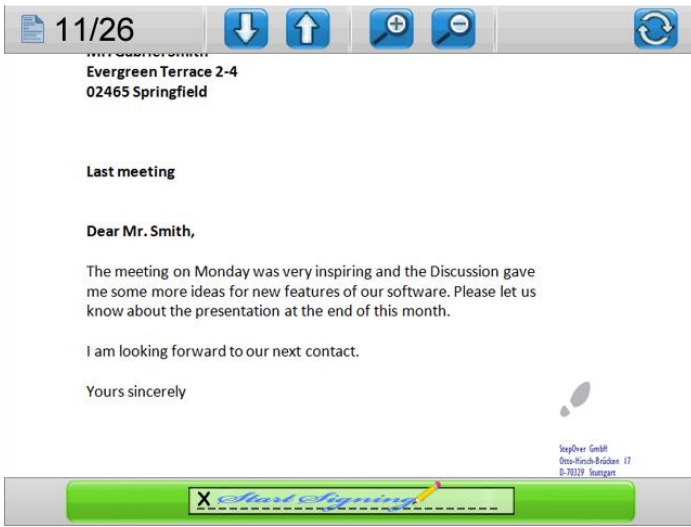 11/26
Mr. Gabriel Smith
Evergreen Terrace 2-4
02465 Springfield
Last meeting
Dear Mr. Smith,
The meeting on Monday was very inspiring and the Discussion gave
me some more ideas for new features of our software. Please let us
know about the presentation at the end of this month.
I am looking forward to our next contact.
Yours sincerely
StepOver GmbH
Otto-Hirsch-Brücken 17
D-70329 Stuttgart
X Start Signing